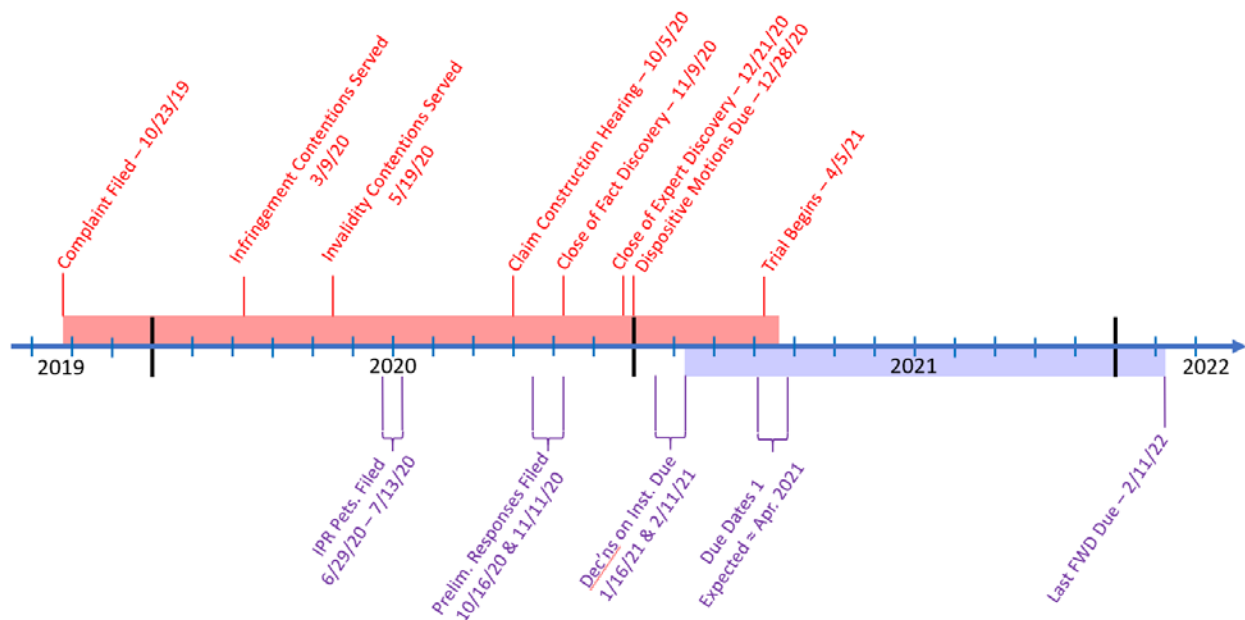 Complaint Filed – 10/23/19
Infringement Contentions Served
3/9/20
Invalidity Contentions Served
5/19/20
Claim Construction Hearing – 10/5/20
Close of Fact Discovery – 11/9/20
Close of Expert Discovery – 12/21/20
Dispositive Motions Due – 12/28/20
Trial Begins – 4/5/21
2019
2020
2021
2022
IPR Pets. Filed
6/29/20 – 7/13/20
Prelim. Responses Filed
10/16/20 & 11/11/20
Dec'ns on Inst. Due
1/16/21 & 2/11/21
Due Dates 1
Expected ≈ Apr. 2021
Last FWD Due – 2/11/22